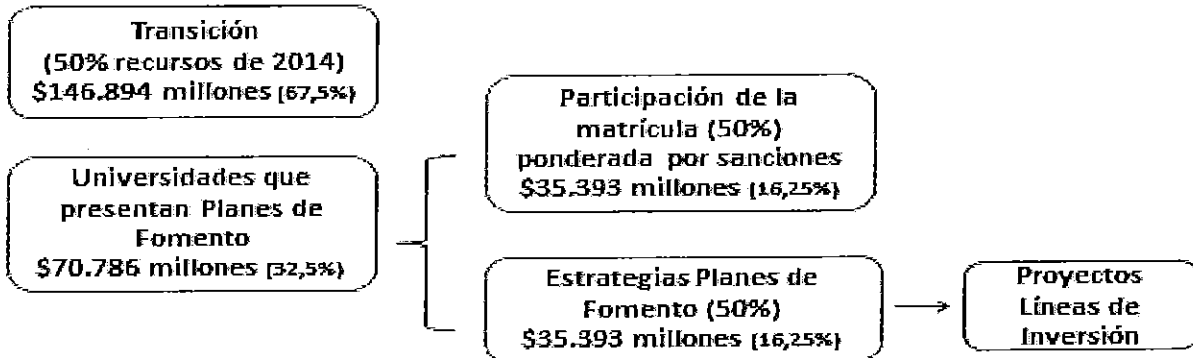 Transición
(50% recursos de 2014)
$146.894 millones [67,5%]
Universidades que
presentan Planes de
Fomento
$70.786 millones [32,5%]
Participación de la
matrícula (50%)
ponderada por sanciones
$35.393 millones [16,25%]
Estrategias Planes de
Fomento (50%)
$35.393 millones [16,25%]
Proyectos
Líneas de
Inversión